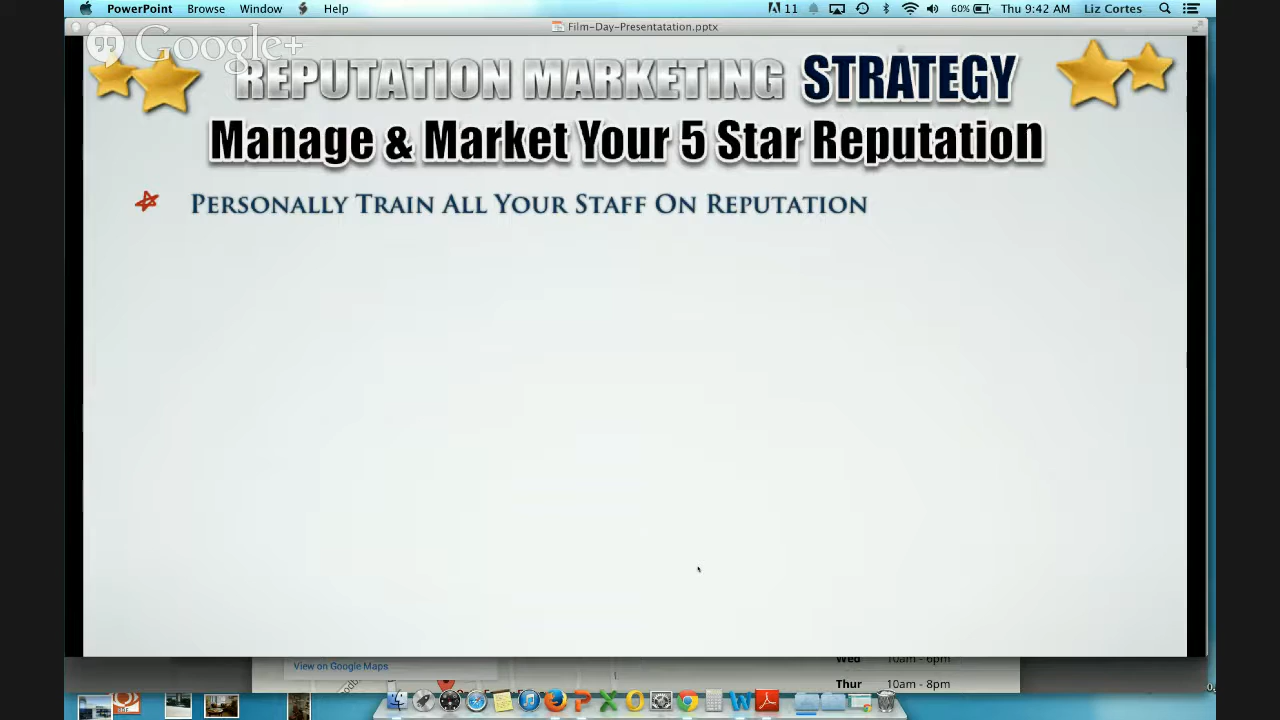 PowerPoint Browse Window Help 11 60% Thu 9:42 AM Liz Cortes
Film-Day-Presentatation.pptx
Google+
REPUTATION MARKETING STRATEGY
Manage & Market Your 5 Star Reputation
PERSONALLY TRAIN ALL YOUR STAFF ON REPUTATION
View on Google Maps
Wed 10am - 6pm
Thur 10am - 8pm